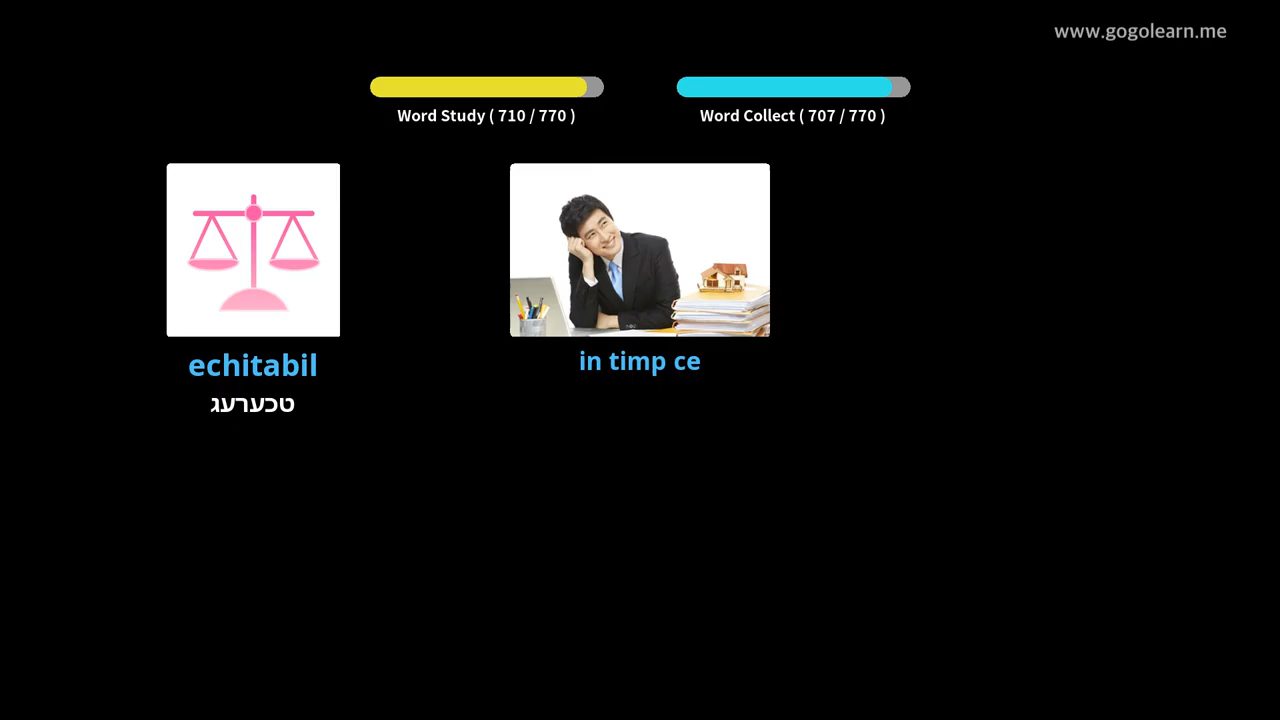 www.gogolearn.me
Word Study ( 710 / 770 )
Word Collect ( 707 / 770 )
echitabil
טכערעג
in timp ce